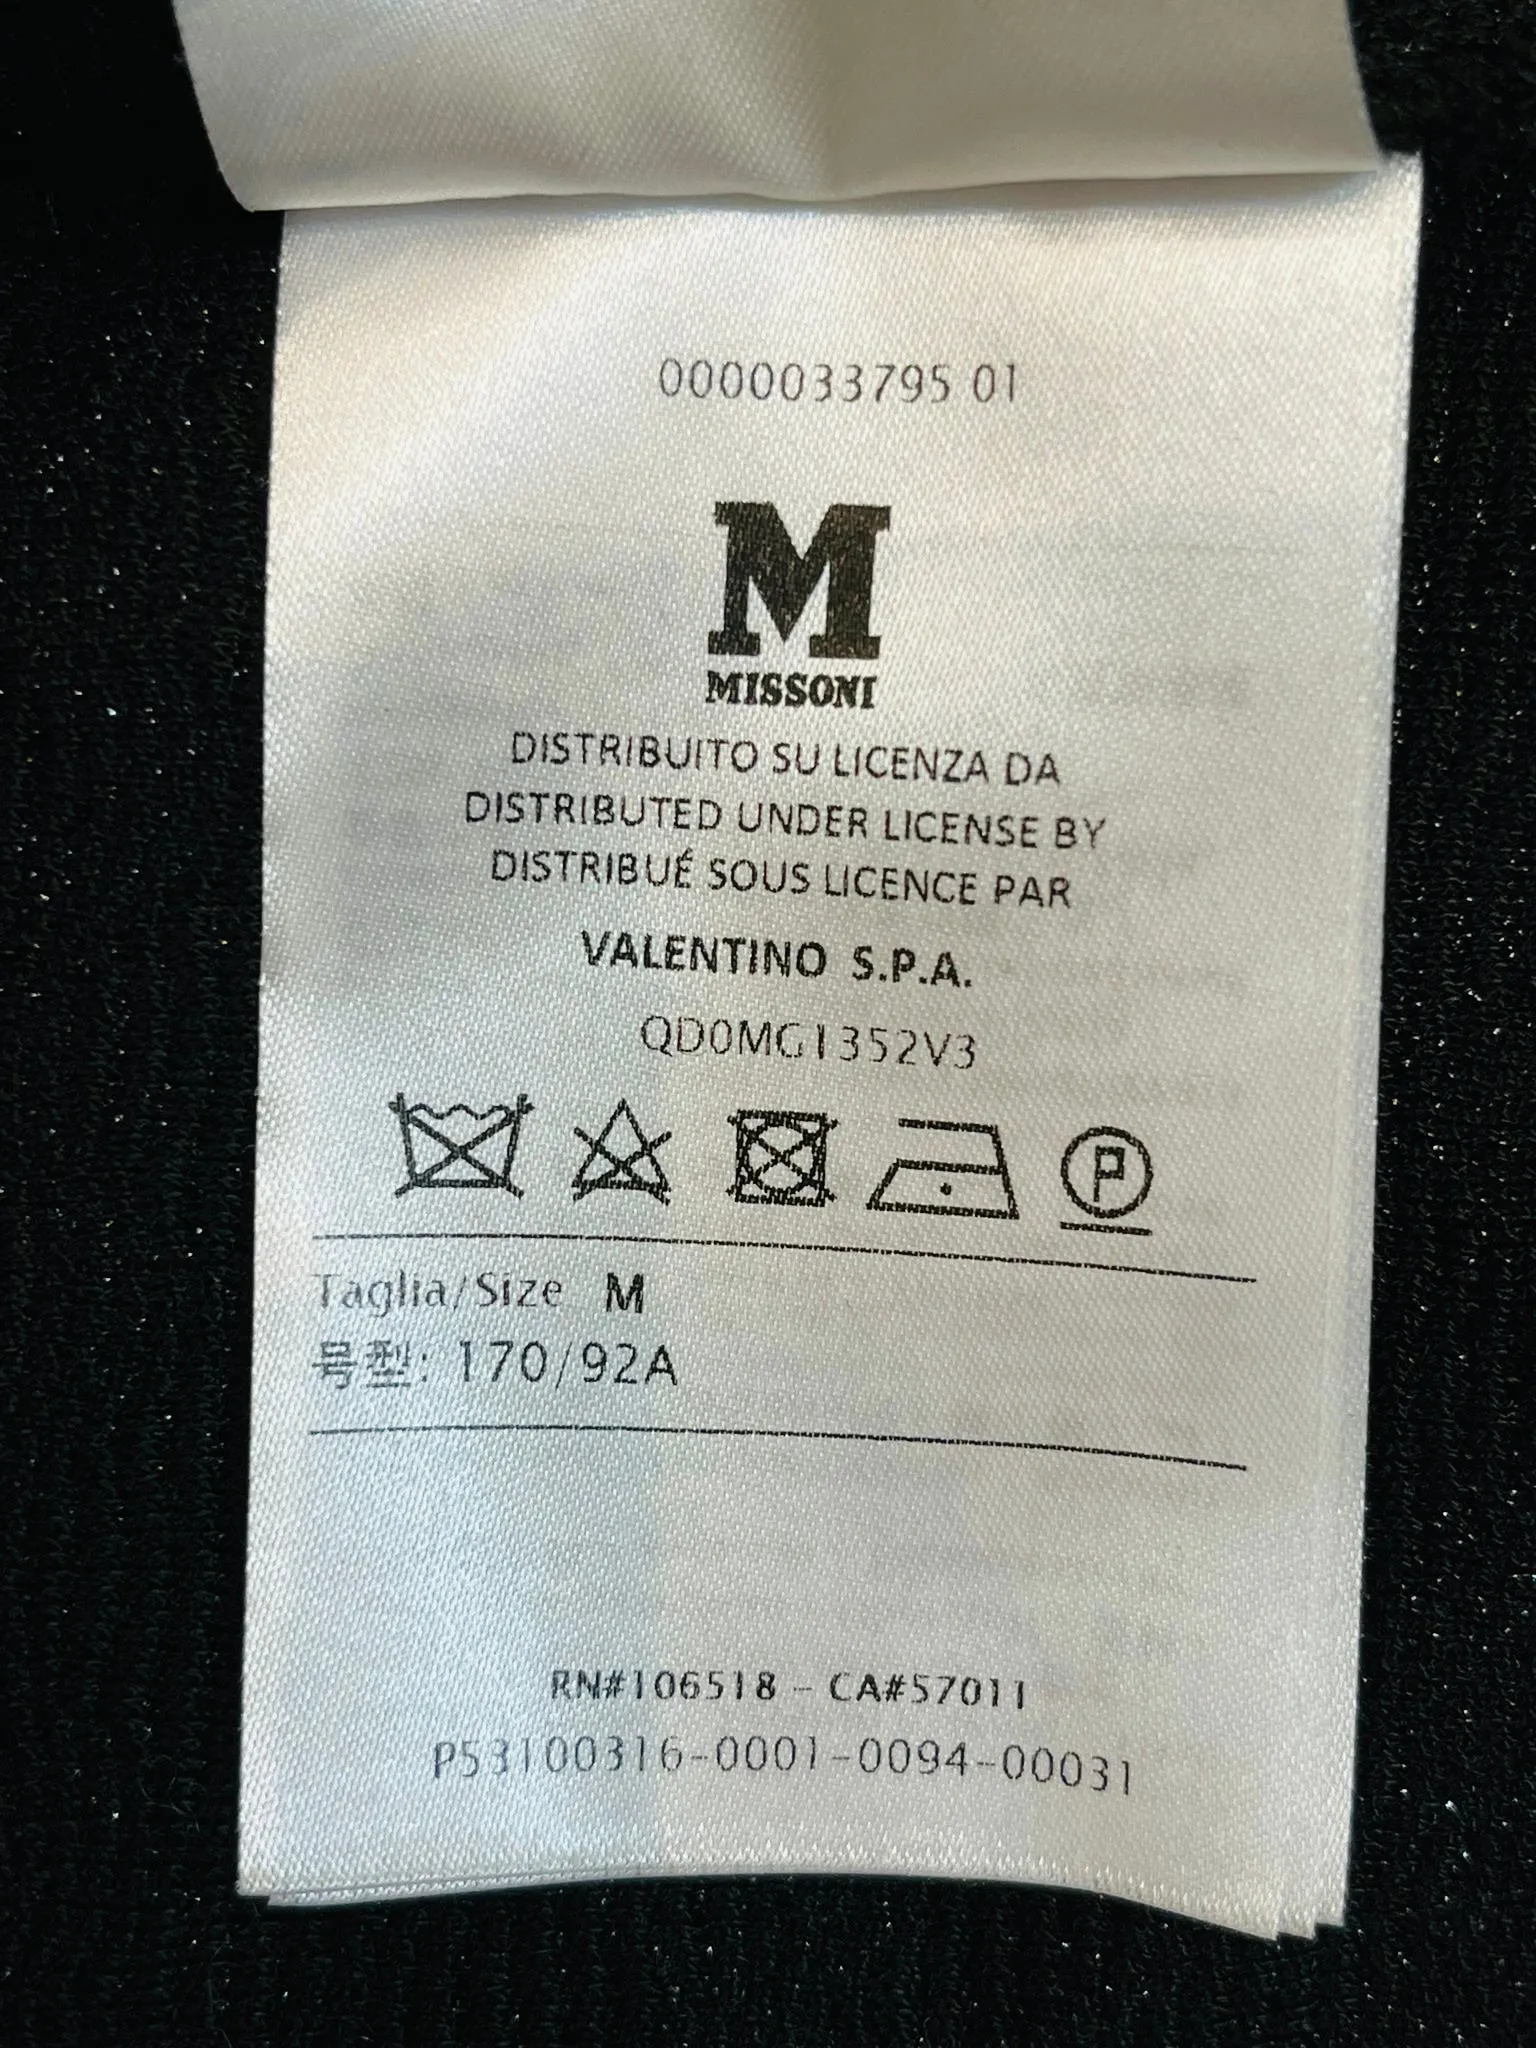 0000033795 01
M
MISSONI
DISTRIBUITO SU LICENZA DA
DISTRIBUTED UNDER LICENSE BY
DISTRIBUÉ SOUS LICENCE PAR
VALENTINO S.P.A.
QD0MG1352V3
P
Taglia/Size M
号型: 170/92A
RN#106518 - CA#57011
P53100316-0001-0094-00031